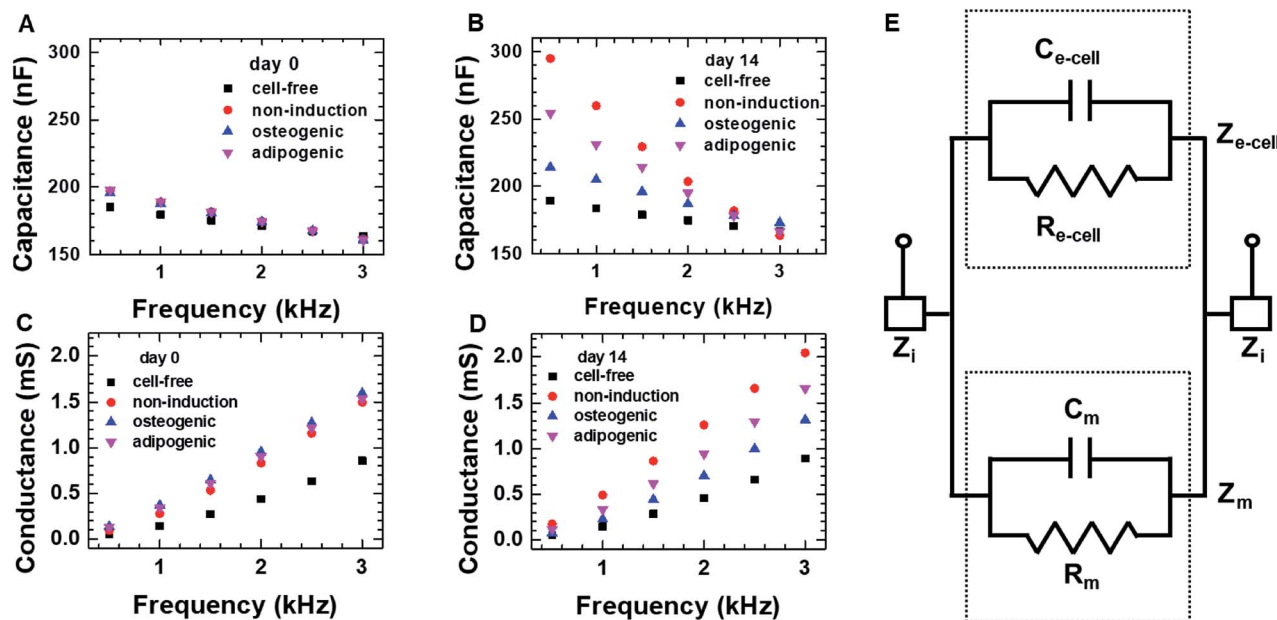 A
300
250
200
150
Capacitance (nF)
day 0
cell-free
non-induction
osteogenic
adipogenic
1
2
3
Frequency (kHz)
B
300
250
200
150
Capacitance (nF)
day 14
cell-free
non-induction
osteogenic
adipogenic
1
2
3
Frequency (kHz)
C
2.0
1.5
1.0
0.5
0.0
Conductance (mS)
day 0
cell-free
non-induction
osteogenic
adipogenic
1
2
3
Frequency (kHz)
D
2.0
1.5
1.0
0.5
0.0
Conductance (mS)
day 14
cell-free
non-induction
osteogenic
adipogenic
1
2
3
Frequency (kHz)
E
Ce-cell
Ze-cell
Re-cell
Zi
Zi
Cm
Zm
Rm